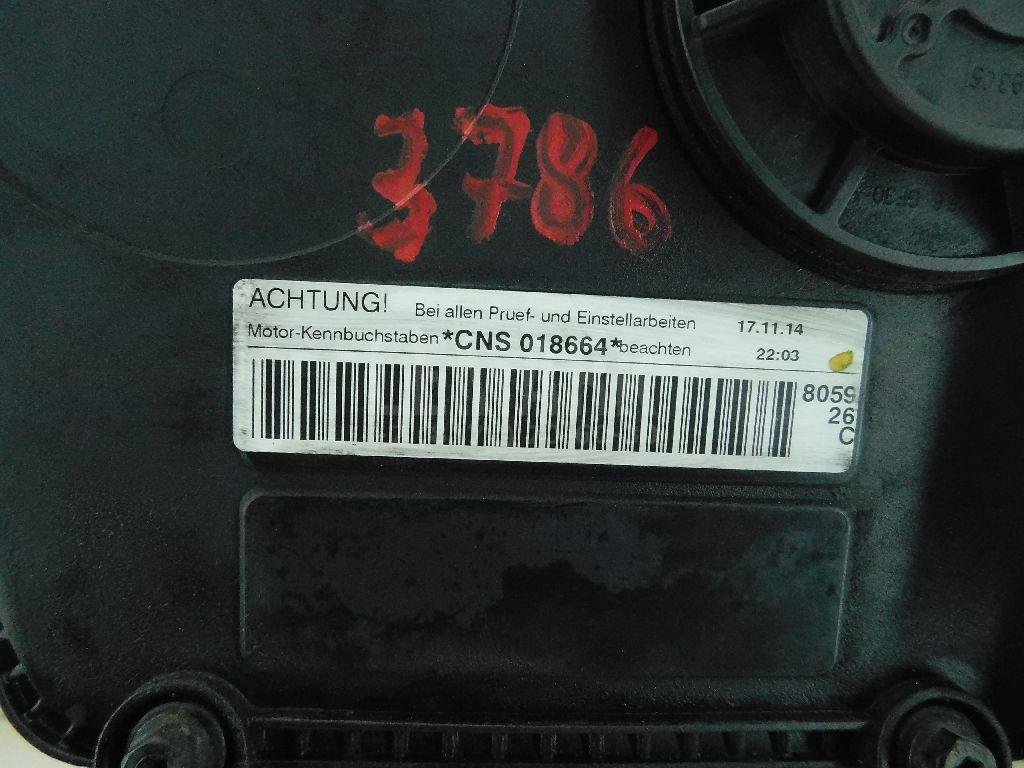 3786
ACHTUNG! Bei allen Pruef- und Einstellarbeiten 17.11.14
Motor-Kennbuchstaben *CNS 018664* beachten 22:03
8059
26
C
GF30